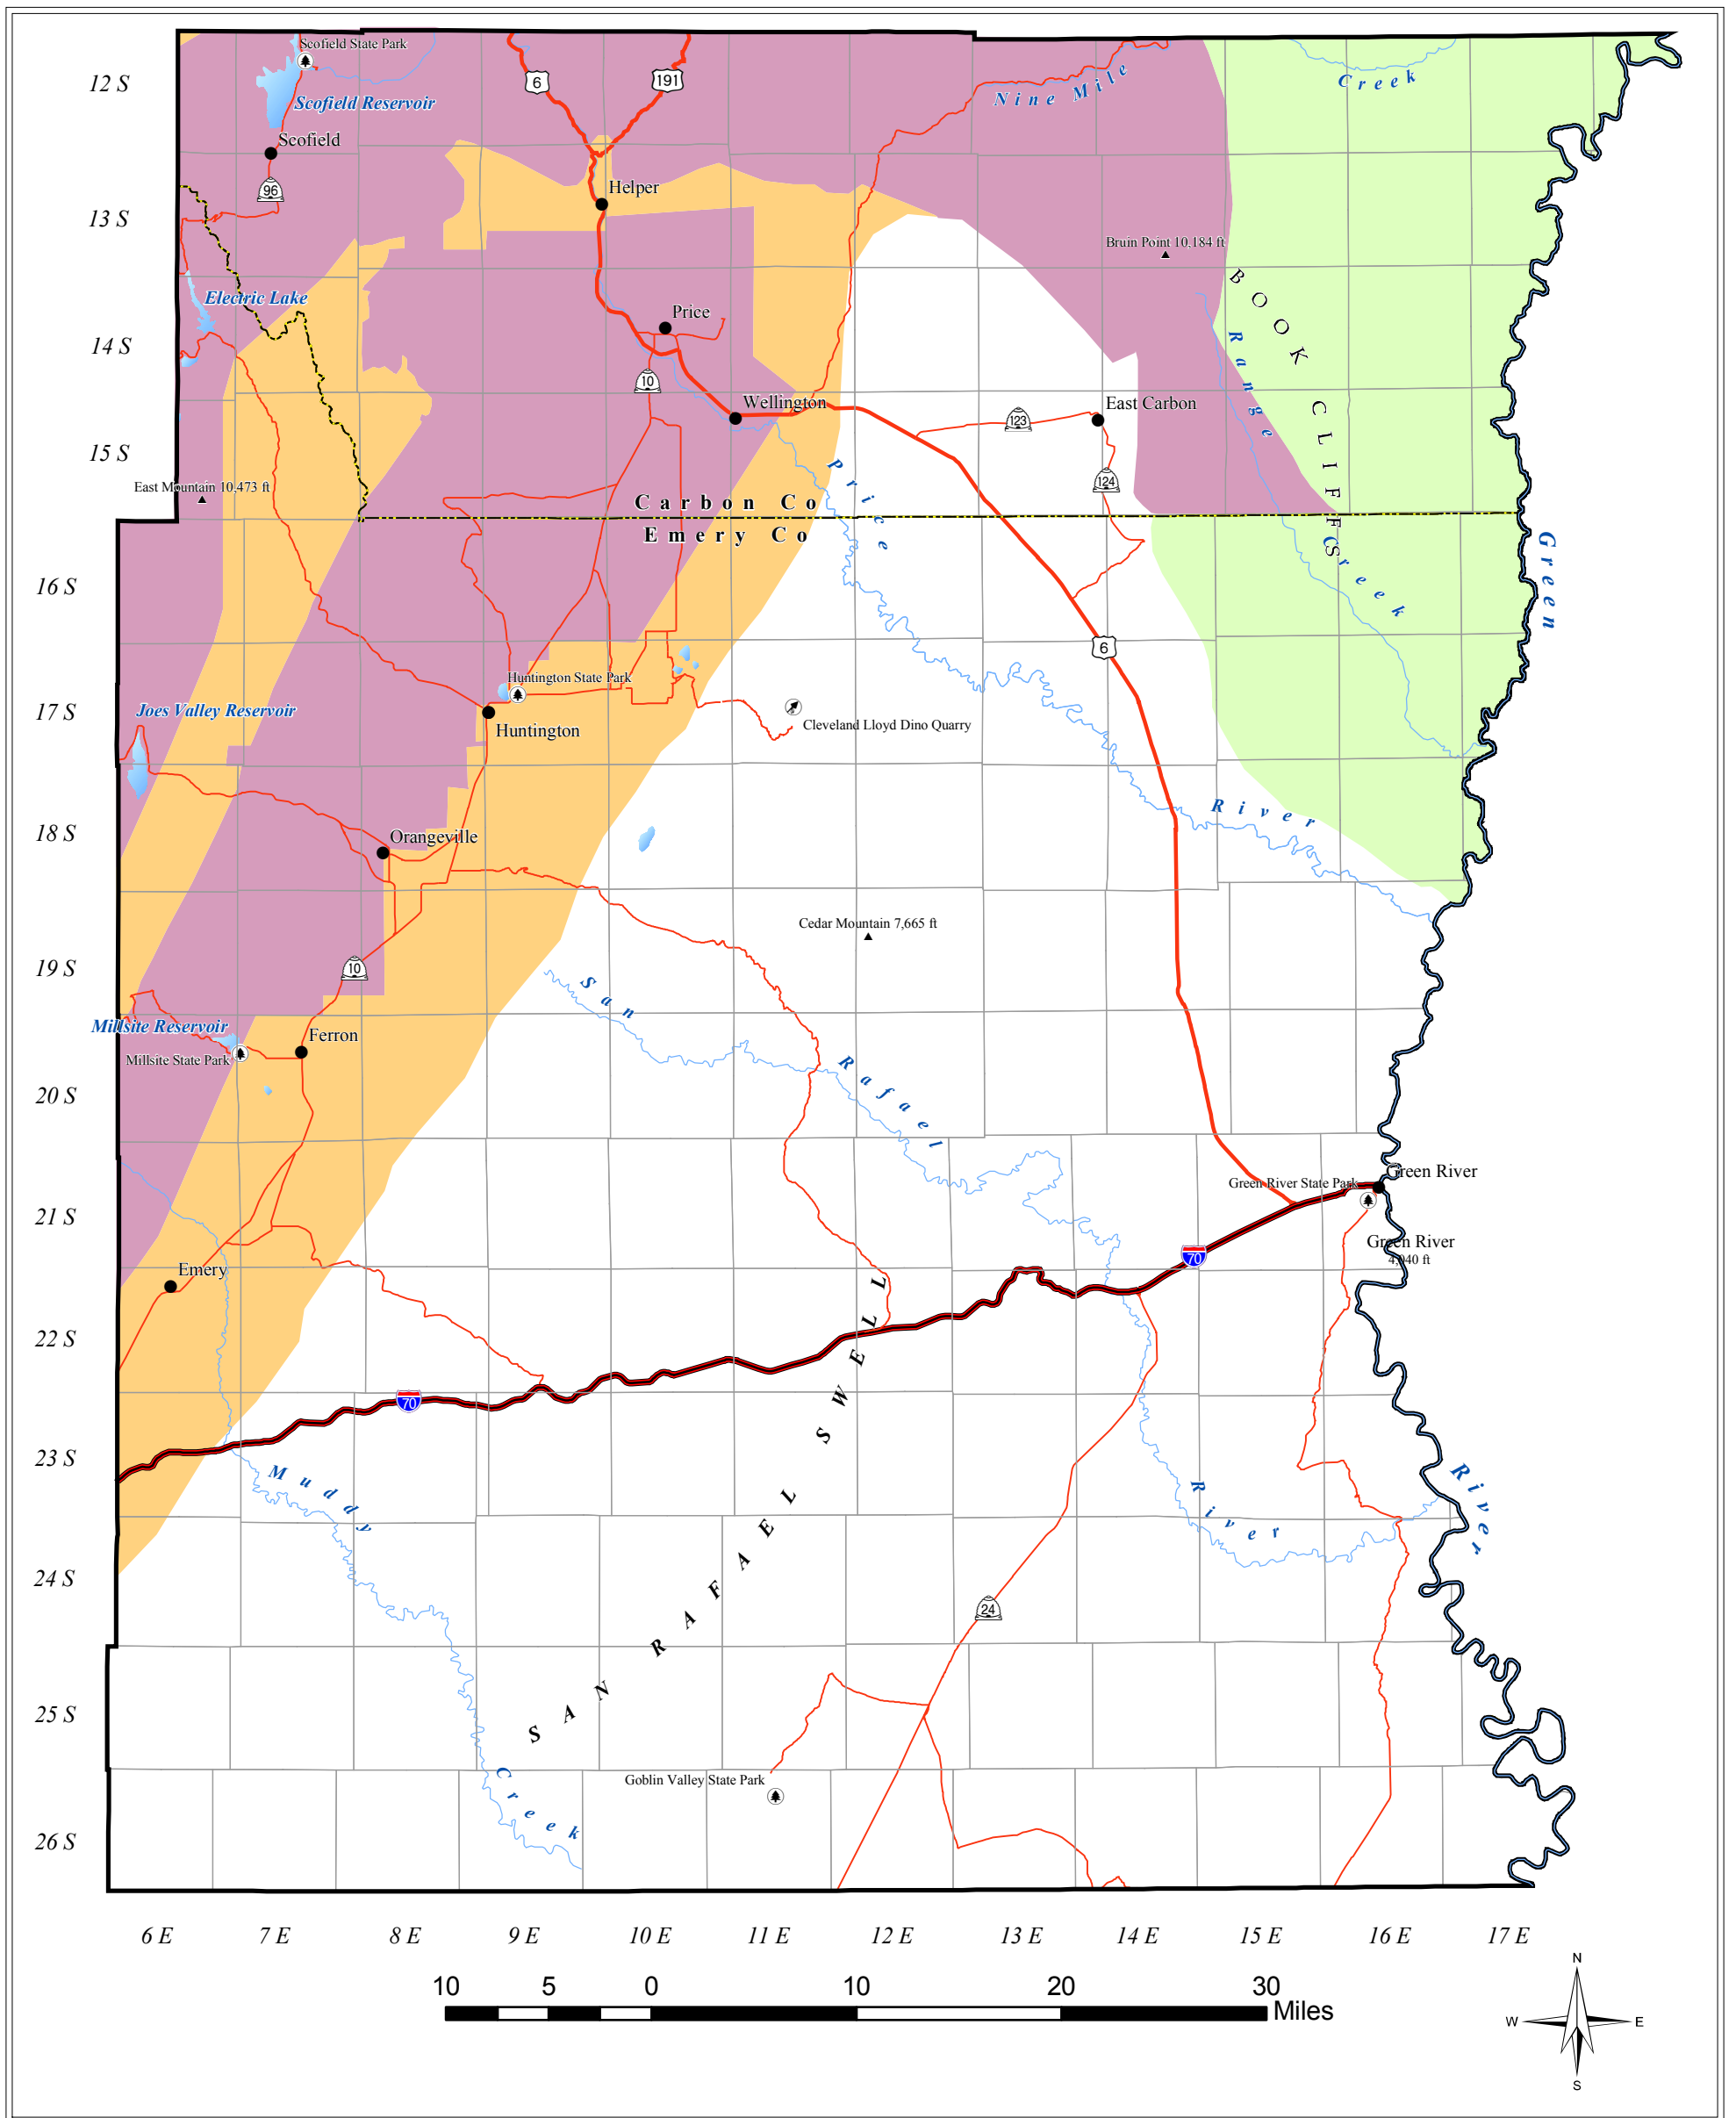 Scofield State Park
12 S
6
191
Nine Mile
Creek
Scofield Reservoir
Scofield
96
Helper
13 S
Bruin Point 10,184 ft
Electric Lake
BOOK CLIFFS
Price
14 S
Range
10
Wellington
123
East Carbon
15 S
Price
124
East Mountain 10,473 ft
Carbon Co
Emery Co
Creek
Green
16 S
6
Huntington State Park
17 S
Joes Valley Reservoir
Huntington
Cleveland Lloyd Dino Quarry
18 S
River
Orangeville
Cedar Mountain 7,665 ft
19 S
10
San
Millsite Reservoir
Ferron
Millsite State Park
Rafael
20 S
Green River
Green River State Park
21 S
Green River
4,040 ft
70
Emery
22 S
SAN RAFAEL SWELL
70
23 S
Muddy
River
River
24 S
24
25 S
Creek
Goblin Valley State Park
26 S
6 E 7 E 8 E 9 E 10 E 11 E 12 E 13 E 14 E 15 E 16 E 17 E
N
10 5 0 10 20 30
Miles
W E
S